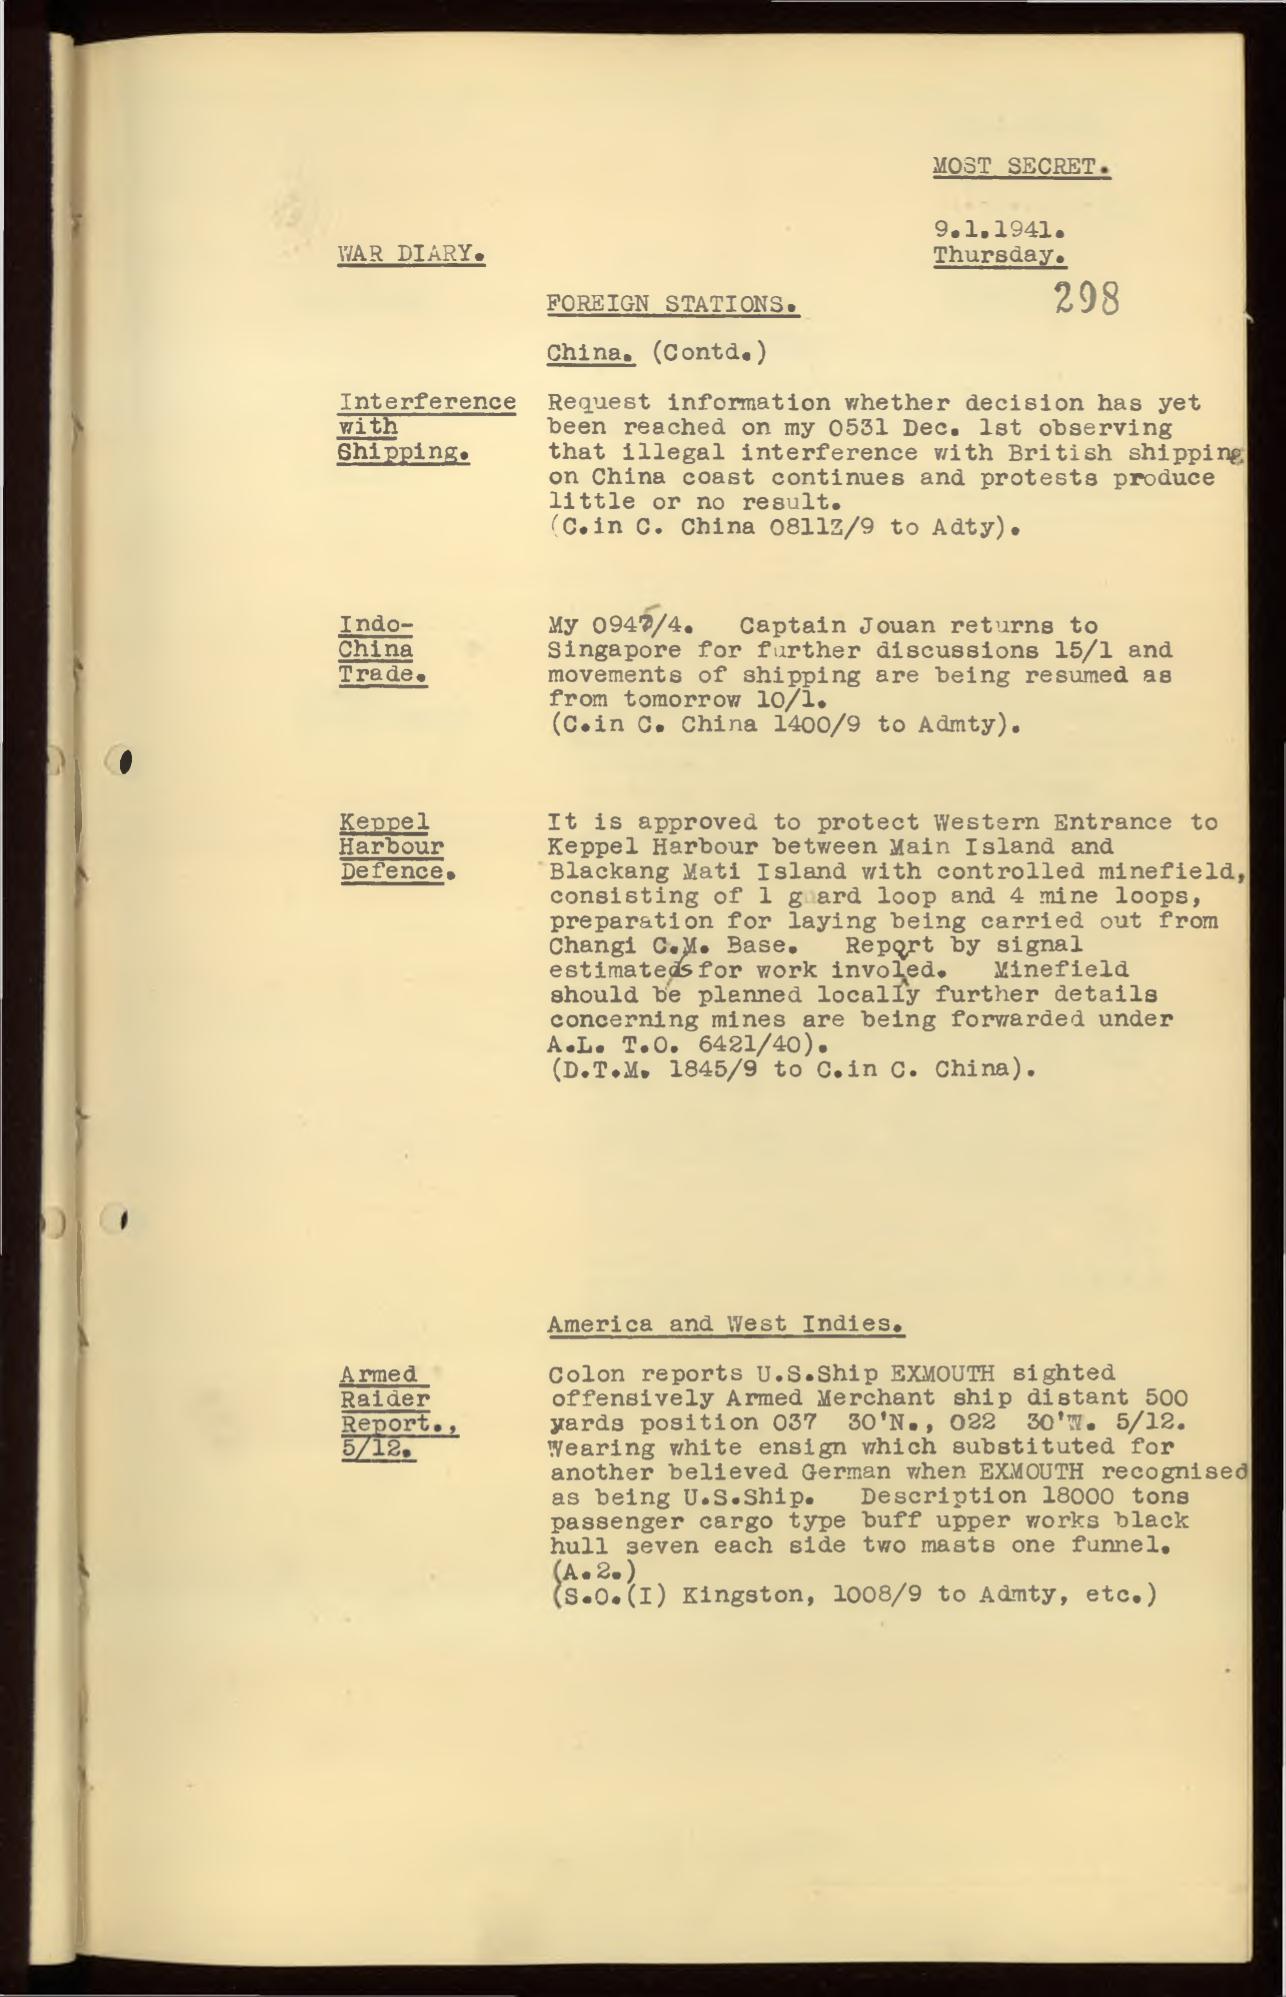 MOST SECRET.
9.1.1941.
WAR DIARY.
Thursday.
298
FOREIGN STATIONS.
China. (Contd.)
Interference
with
Shipping.
Request information whether decision has yet
been reached on my 0531 Dec. 1st observing
that illegal interference with British shipping
on China coast continues and protests produce
little or no result.
(C.in C. China 0811Z/9 to Adty).
Indo-
China
Trade.
My 0945/4. Captain Jouan returns to
Singapore for further discussions 15/1 and
movements of shipping are being resumed as
from tomorrow 10/1.
(C.in C. China 1400/9 to Admty).
Keppel
Harbour
Defence.
It is approved to protect Western Entrance to
Keppel Harbour between Main Island and
Blackang Mati Island with controlled minefield,
consisting of 1 guard loop and 4 mine loops,
preparation for laying being carried out from
Changi C.M. Base. Report by signal
estimates for work involed. Minefield
should be planned locally further details
concerning mines are being forwarded under
A.L. T.O. 6421/40).
(D.T.M. 1845/9 to C.in C. China).
America and West Indies.
Armed
Raider
Report.,
5/12.
Colon reports U.S.Ship EXMOUTH sighted
offensively Armed Merchant ship distant 500
yards position 037 30'N., 022 30'W. 5/12.
Wearing white ensign which substituted for
another believed German when EXMOUTH recognised
as being U.S.Ship. Description 18000 tons
passenger cargo type buff upper works black
hull seven each side two masts one funnel.
(A.2.)
(S.O.(I) Kingston, 1008/9 to Admty, etc.)